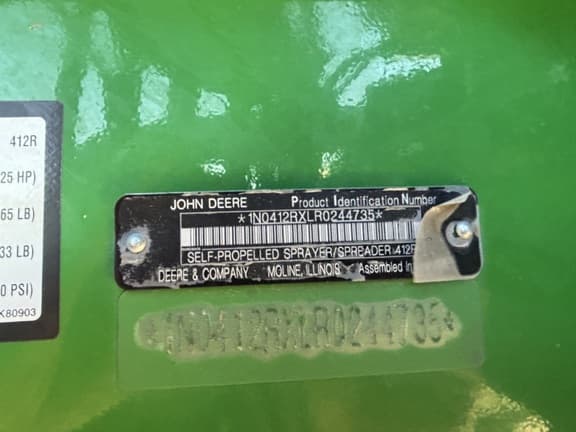 412R
25 HP)
65 LB)
33 LB)
0 PSI)
X80903
JOHN DEERE Product Identification Number
*1N0412RXLR0244735*
SELF-PROPELLED SPRAYER/SPREADER 412R
DEERE & COMPANY MOLINE, ILLINOIS Assembled in
*1N0412RXLR0244735*